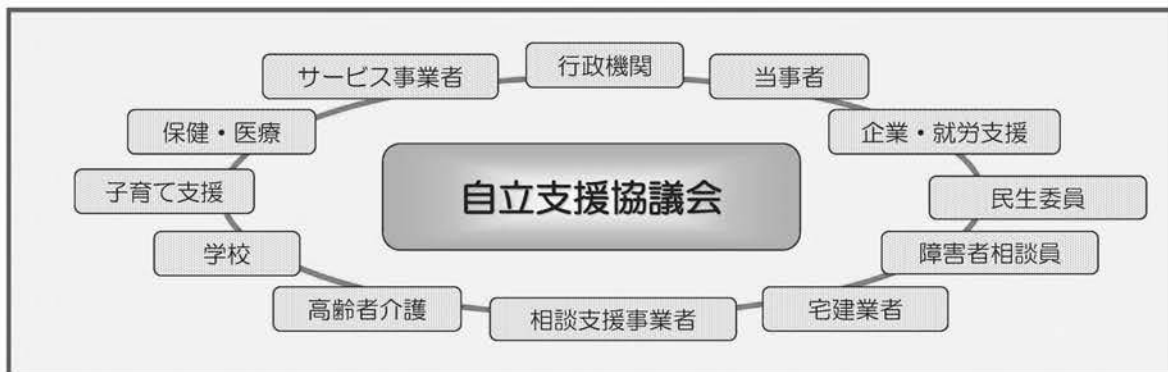 行政機関
サービス事業者
当事者
保健・医療
企業・就労支援
自立支援協議会
子育て支援
民生委員
学校
障害者相談員
高齢者介護
相談支援事業者
宅建業者